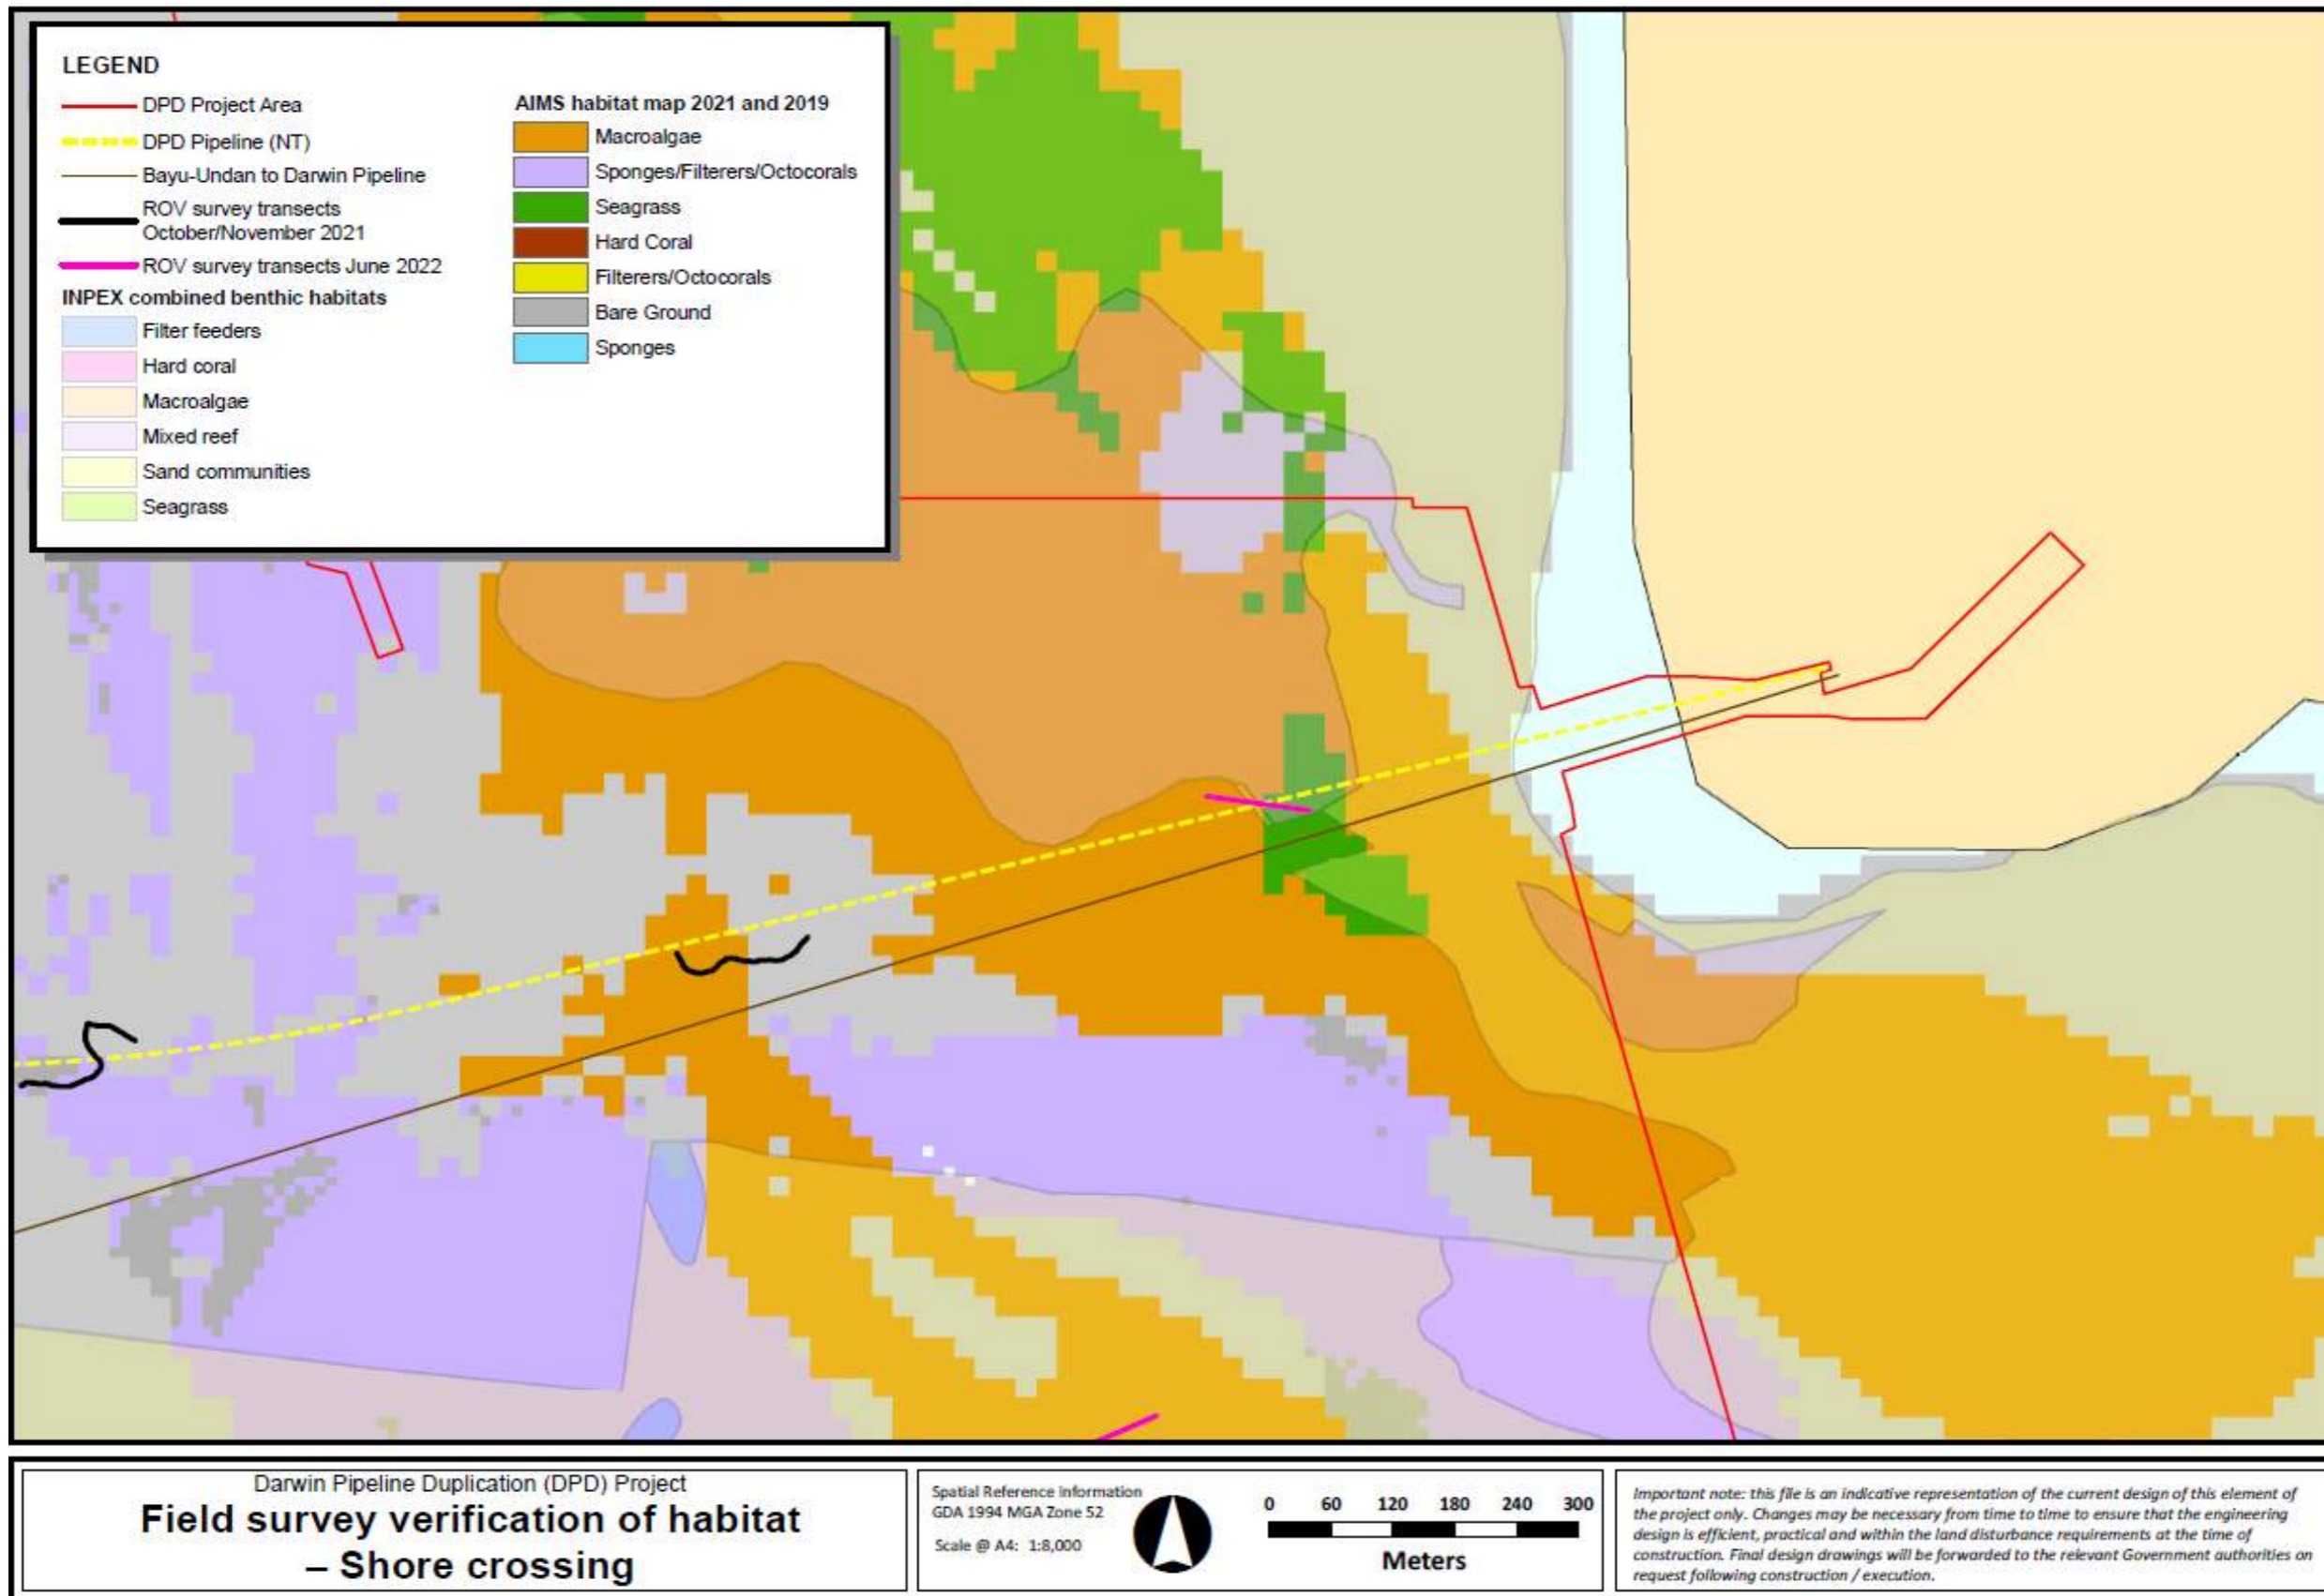 LEGEND
DPD Project Area
DPD Pipeline (NT)
Bayu-Undan to Darwin Pipeline
ROV survey transects
October/November 2021
ROV survey transects June 2022
INPEX combined benthic habitats
Filter feeders
Hard coral
Macroalgae
Mixed reef
Sand communities
Seagrass
AIMS habitat map 2021 and 2019
Macroalgae
Sponges/Filterers/Octocorals
Seagrass
Hard Coral
Filterers/Octocorals
Bare Ground
Sponges
Darwin Pipeline Duplication (DPD) Project
Field survey verification of habitat
– Shore crossing
Spatial Reference Information
GDA 1994 MGA Zone 52
Scale @ A4: 1:8,000
0 60 120 180 240 300
Meters
Important note: this file is an indicative representation of the current design of this element of
the project only. Changes may be necessary from time to time to ensure that the engineering
design is efficient, practical and within the land disturbance requirements at the time of
construction. Final design drawings will be forwarded to the relevant Government authorities on
request following construction / execution.